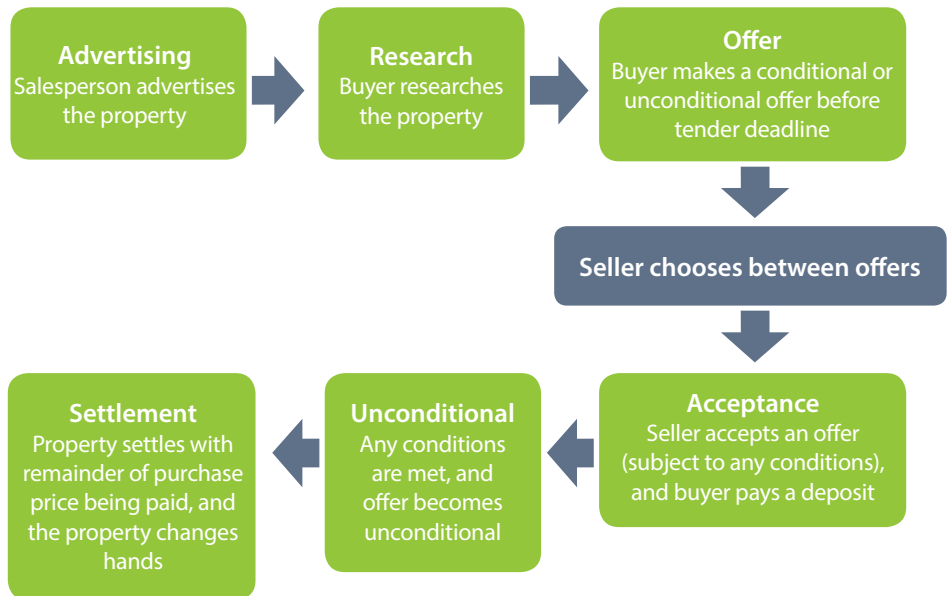 Advertising
Salesperson advertises
the property
Research
Buyer researches
the property
Offer
Buyer makes a conditional or
unconditional offer before
tender deadline
Seller chooses between offers
Acceptance
Seller accepts an offer
(subject to any conditions),
and buyer pays a deposit
Unconditional
Any conditions
are met, and
offer becomes
unconditional
Settlement
Property settles with
remainder of purchase
price being paid, and
the property changes
hands